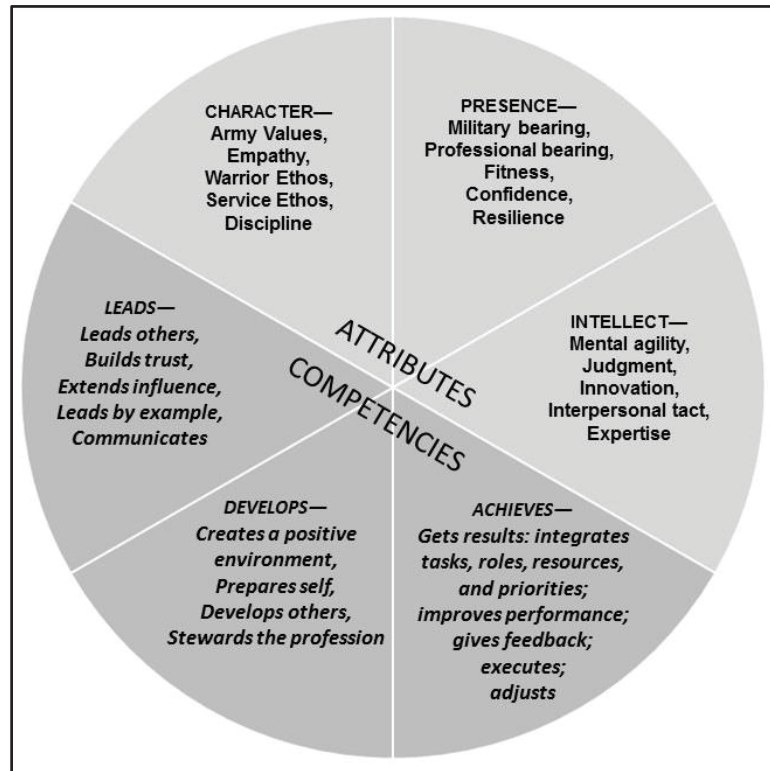 CHARACTER—
Army Values,
Empathy,
Warrior Ethos,
Service Ethos,
Discipline
PRESENCE—
Military bearing,
Professional bearing,
Fitness,
Confidence,
Resilience
LEADS—
Leads others,
Builds trust,
Extends influence,
Leads by example,
Communicates
ATTRIBUTES
COMPETENCIES
INTELLECT—
Mental agility,
Judgment,
Innovation,
Interpersonal tact,
Expertise
DEVELOPS—
Creates a positive
environment,
Prepares self,
Develops others,
Stewards the profession
ACHIEVES—
Gets results: integrates
tasks, roles, resources,
and priorities;
improves performance;
gives feedback;
executes;
adjusts